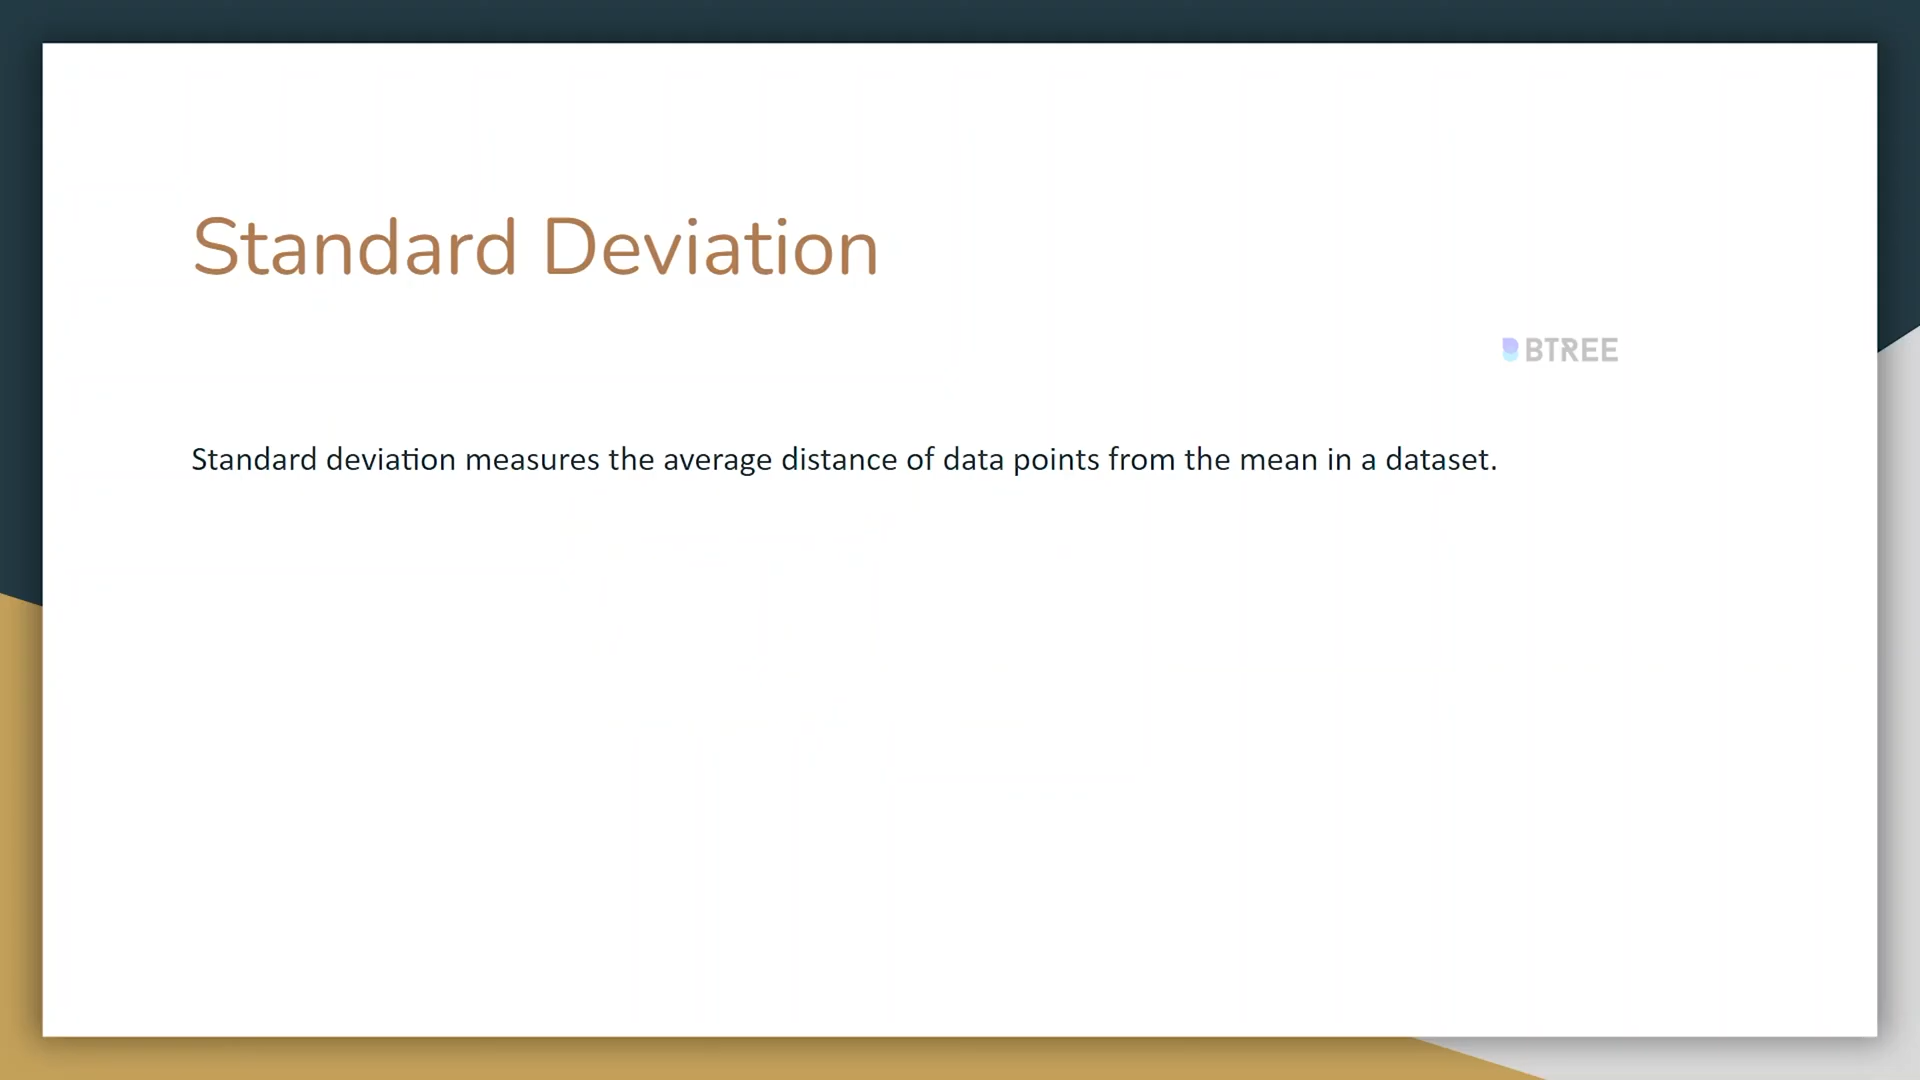 Standard Deviation
BTREE
Standard deviation measures the average distance of data points from the mean in a dataset.